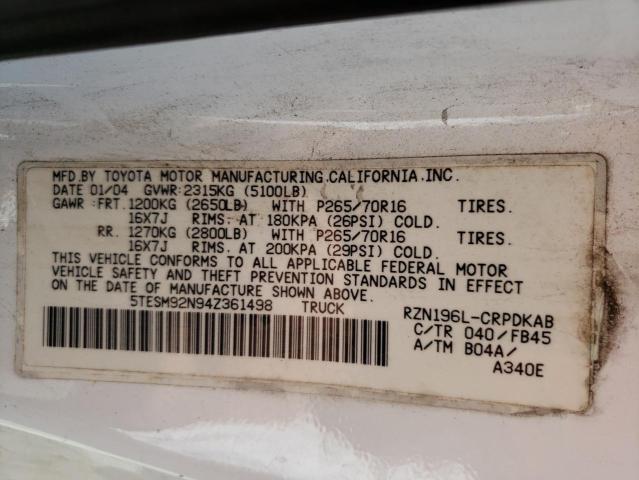 MFD.BY TOYOTA MOTOR MANUFACTURING,CALIFORNIA,INC.
DATE 01/04 GVWR:2315KG (5100LB)
GAWR :FRT.1200KG (2650LB) WITH P265/70R16 TIRES.
16X7J RIMS. AT 180KPA (26PSI) COLD.
RR. 1270KG (2800LB) WITH P265/70R16 TIRES.
16X7J RIMS. AT 200KPA (29PSI) COLD.
THIS VEHICLE CONFORMS TO ALL APPLICABLE FEDERAL MOTOR
VEHICLE SAFETY AND THEFT PREVENTION STANDARDS IN EFFECT
ON THE DATE OF MANUFACTURE SHOWN ABOVE.
5TESM92N94Z361498 TRUCK
RZN196L-CRPDKAB
C/TR 040/FB45
A/TM B04A/
A340E